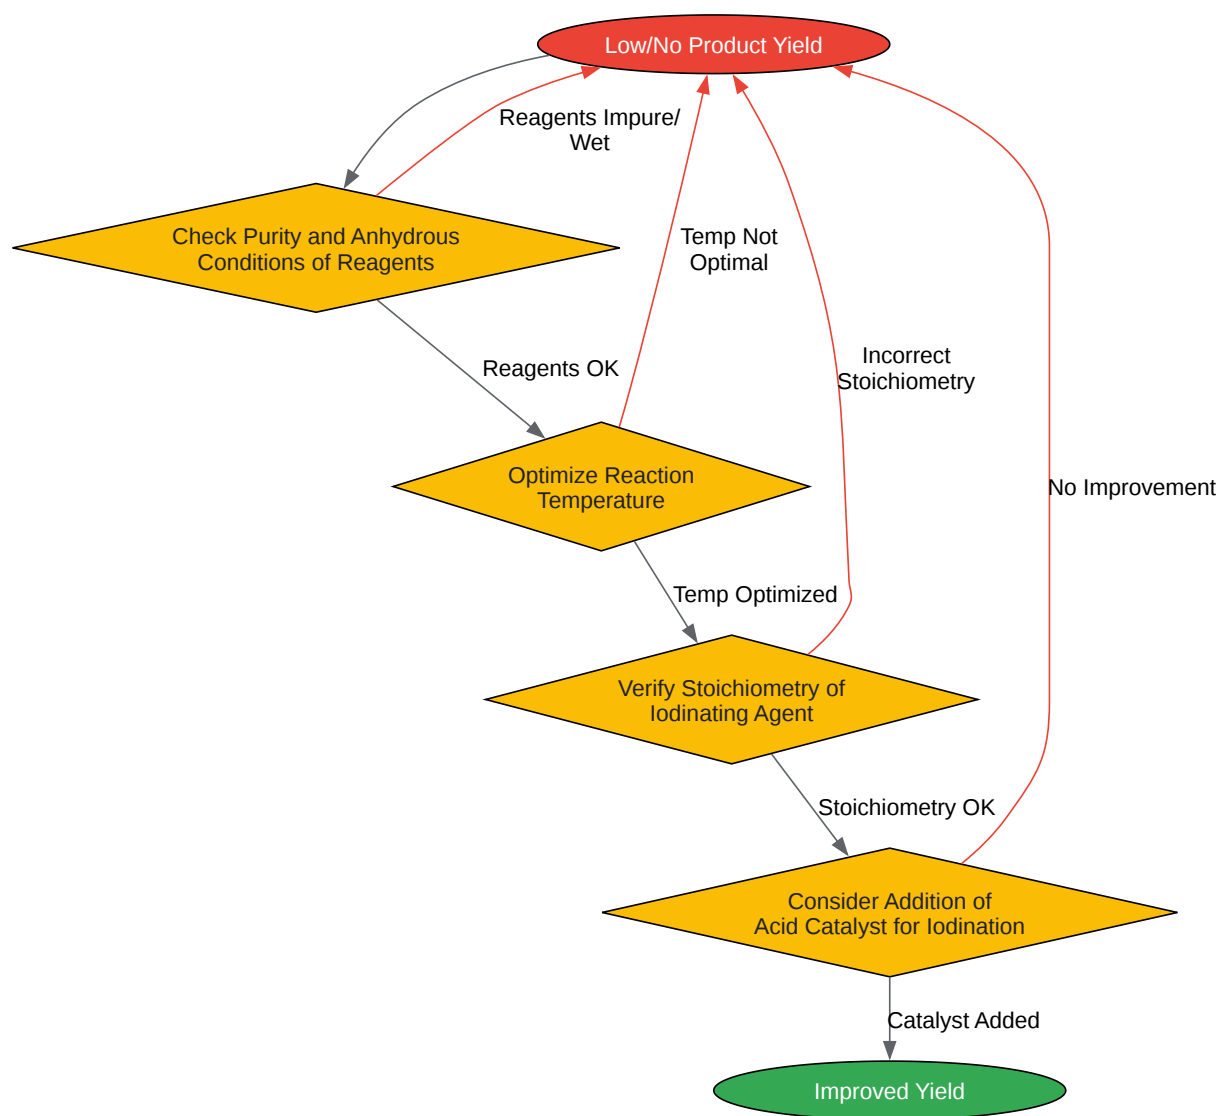 Low/No Product Yield
Reagents Impure/
Wet
Check Purity and Anhydrous
Conditions of Reagents
Temp Not
Optimal
Reagents OK
Incorrect
Stoichiometry
Optimize Reaction
Temperature
No Improvement
Temp Optimized
Verify Stoichiometry of
Iodinating Agent
Stoichiometry OK
Consider Addition of
Acid Catalyst for Iodination
Catalyst Added
Improved Yield